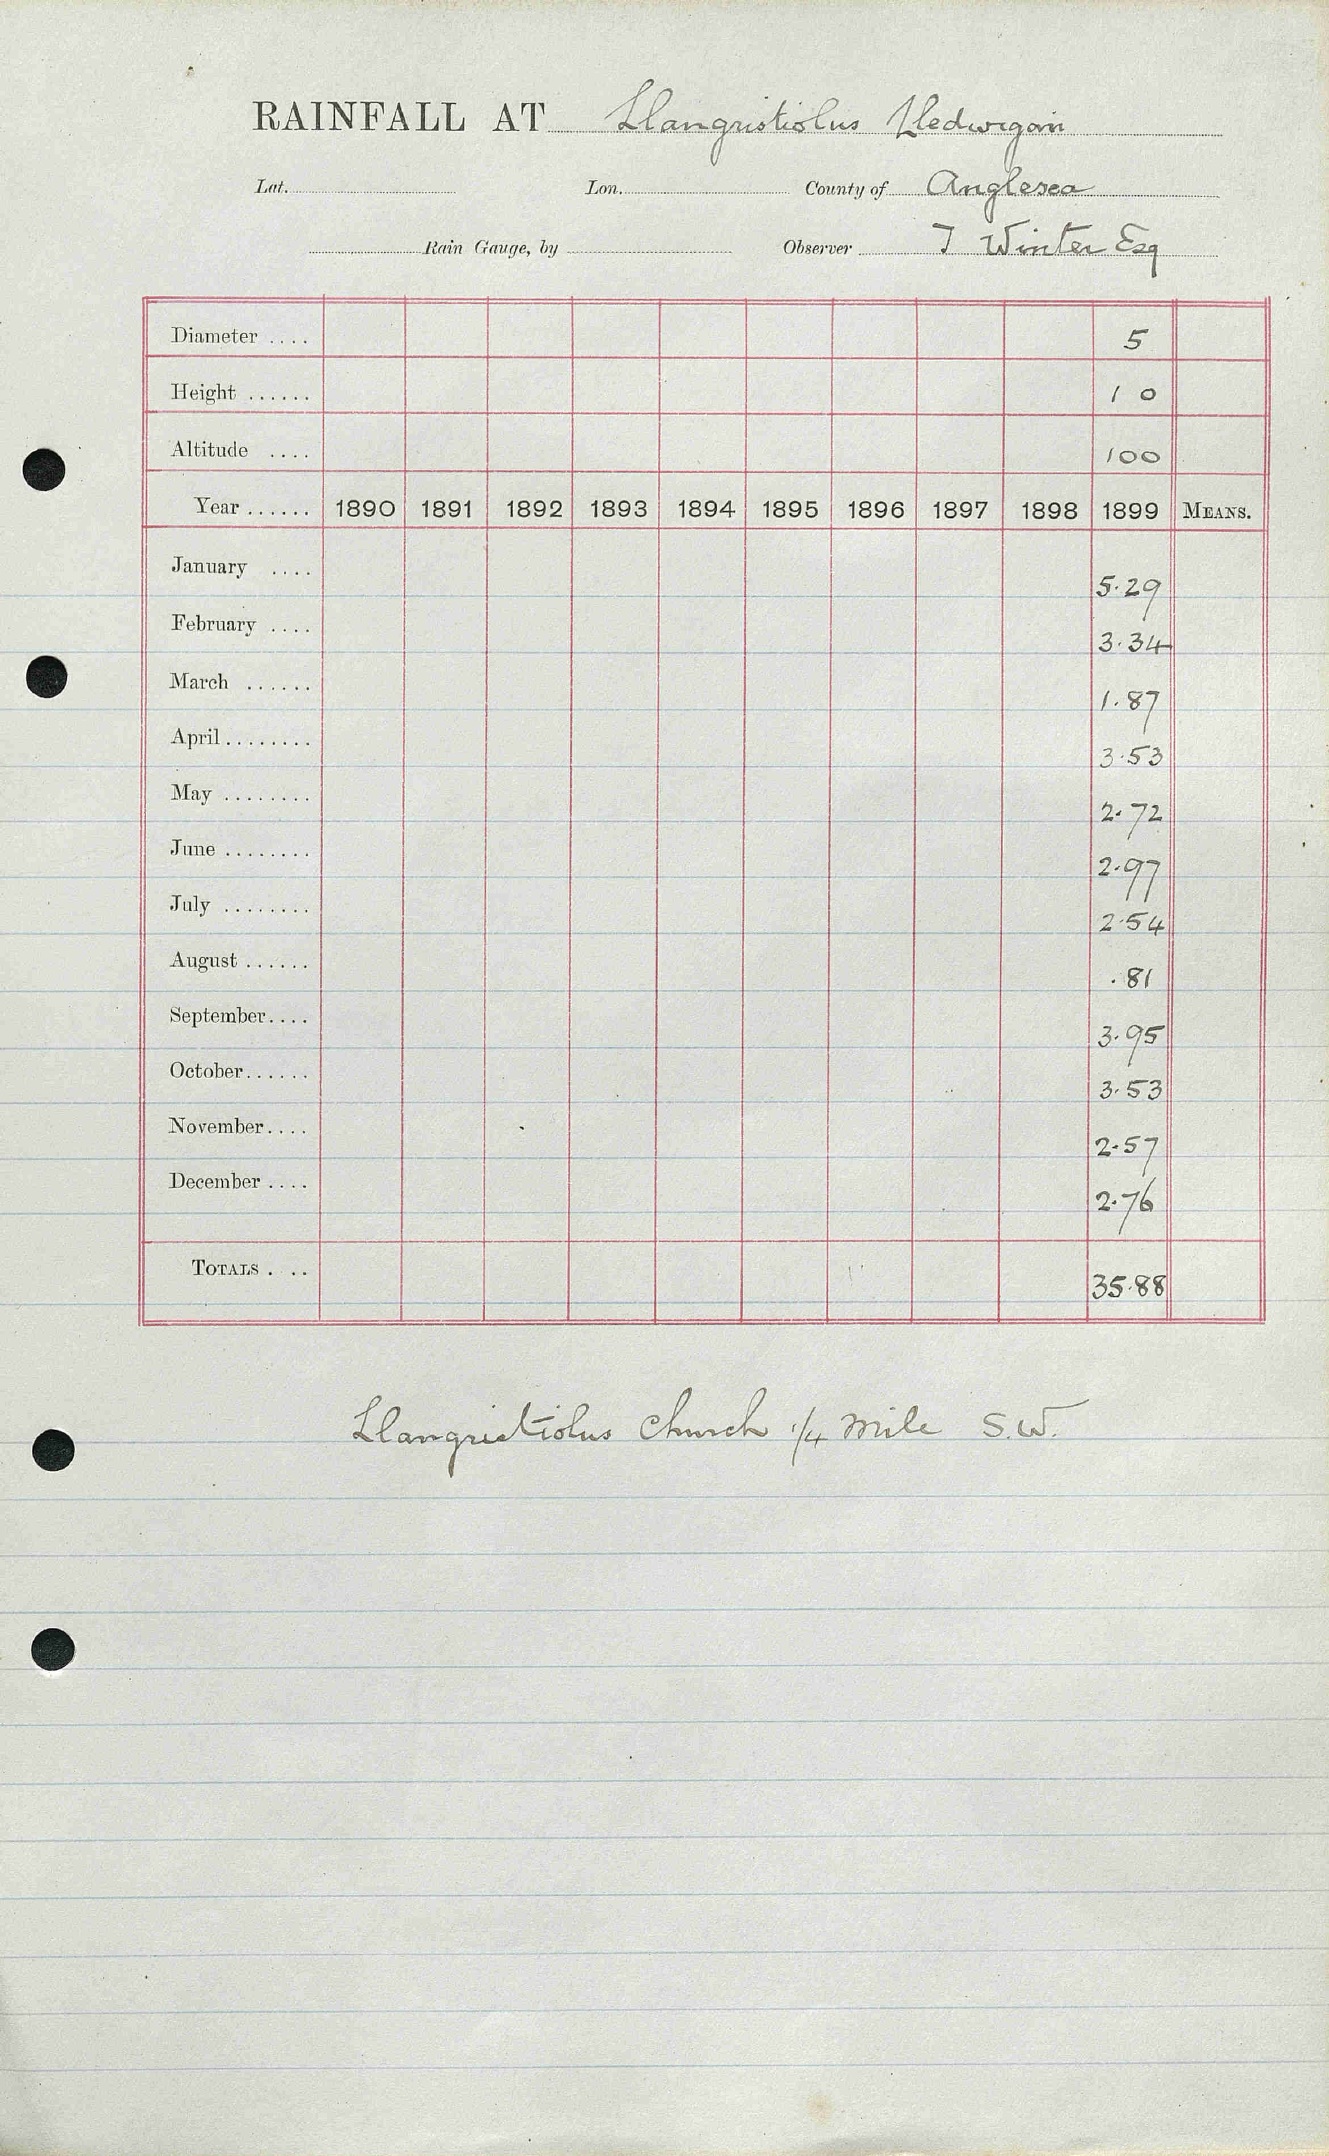 RAINFALL AT Llangristiolus Lledwigan
Lat. Lon. County of Anglesea
Rain Gauge, by Observer J Winter Esq
Diameter .... 5
Height ...... 1 0
Altitude .... 100
Year ...... 1890 1891 1892 1893 1894 1895 1896 1897 1898 1899 MEANS.
January .... 5.29
February .... 3.34
March ...... 1.87
April ........ 3.53
May ........ 2.72
June ........ 2.97
July ........ 2.54
August ...... .81
September.... 3.95
October...... 3.53
November.... 2.57
December .... 2.76
TOTALS . .. 35.88
Llangristiolus Church 1/4 mile S.W.